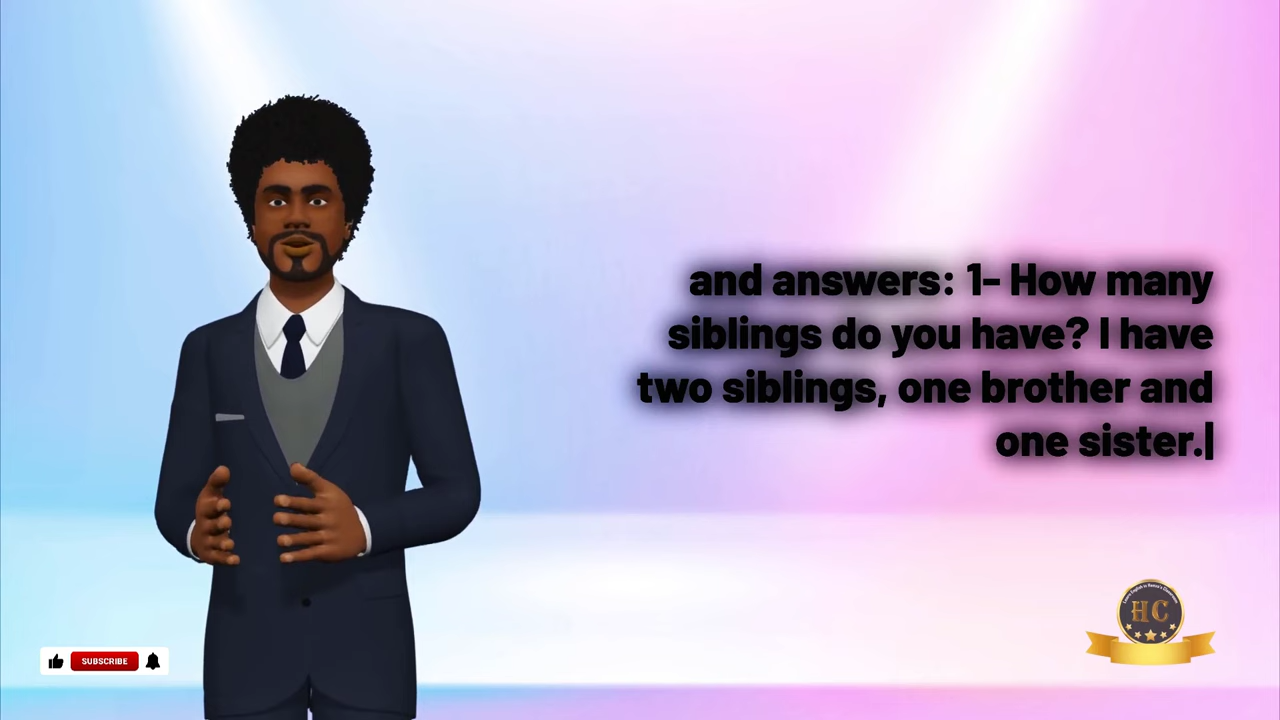 and answers: 1- How many
siblings do you have? I have
two siblings, one brother and
one sister.
SUBSCRIBE
HC